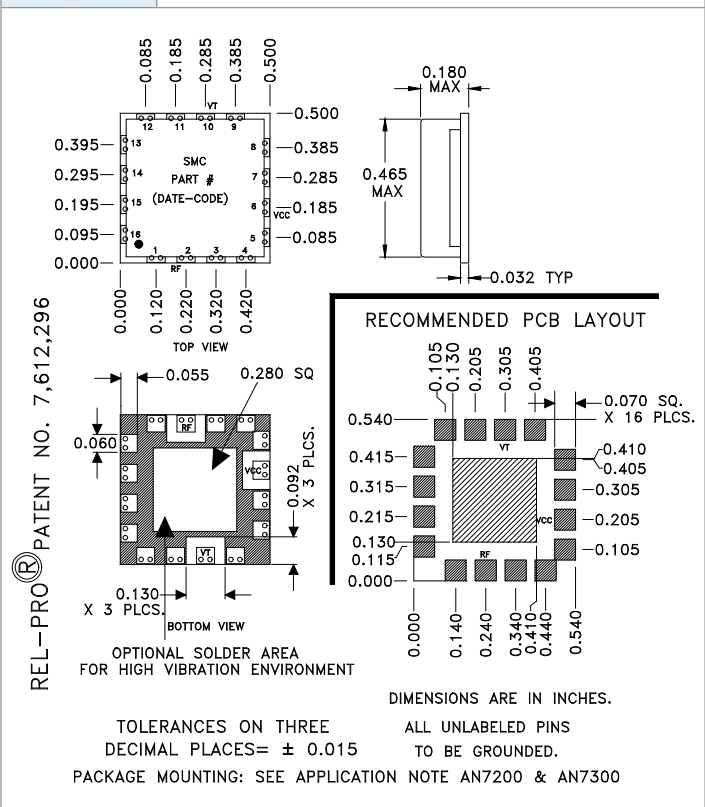 0.085
0.185
0.285
0.385
0.500
VT
12 11 10 9
0.500
0.395
0.295
0.195
0.095
0.000
13
14
15
16
SMC
PART #
(DATE-CODE)
8
7
6
5
VCC
0.385
0.285
0.185
0.085
1 2 3 4
RF
0.000
0.120
0.220
0.320
0.420
TOP VIEW
0.180
MAX
0.465
MAX
0.032 TYP
REL-PRO® PATENT NO. 7,612,296
0.055
0.280 SQ
0.060
RF
VCC
VT
0.092
X 3 PLCS.
0.130
X 3 PLCS.
BOTTOM VIEW
OPTIONAL SOLDER AREA
FOR HIGH VIBRATION ENVIRONMENT
RECOMMENDED PCB LAYOUT
0.105
0.130
0.205
0.305
0.405
0.070 SQ.
X 16 PLCS.
0.540
0.415
0.315
0.215
0.130
0.115
0.000
VT
VCC
RF
0.410
0.405
0.305
0.205
0.105
0.000
0.140
0.240
0.340
0.410
0.440
0.540
DIMENSIONS ARE IN INCHES.
TOLERANCES ON THREE
DECIMAL PLACES= ± 0.015
ALL UNLABELED PINS
TO BE GROUNDED.
PACKAGE MOUNTING: SEE APPLICATION NOTE AN7200 & AN7300